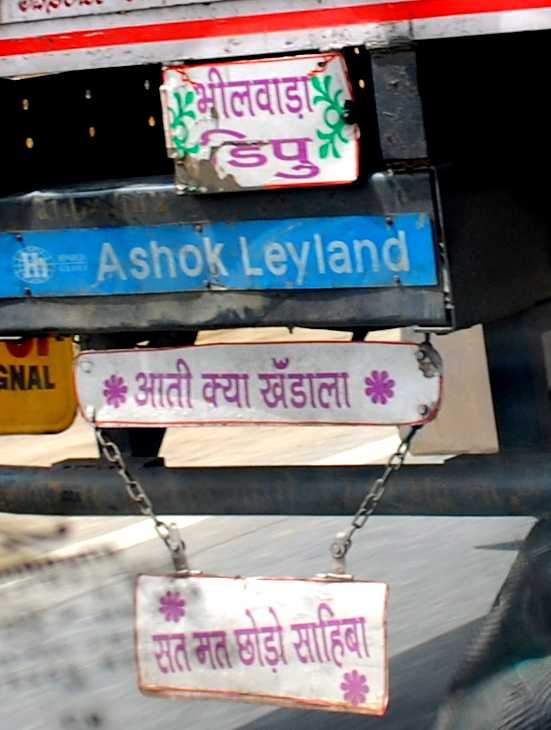 भीलवाड़ा
डिपु
Ashok Leyland
GNAL
आती क्या खँडाला
सत मत छोड़ो साहिबा